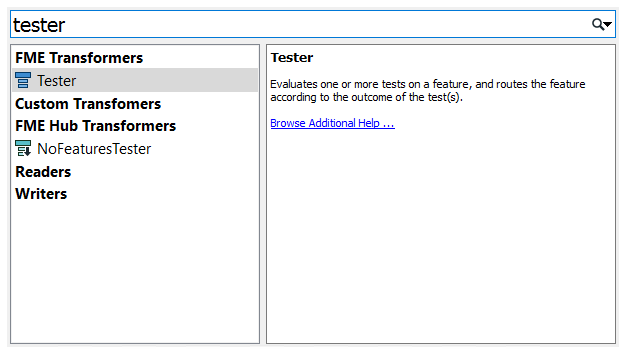 tester
FME Transformers
Tester
Custom Transfomers
FME Hub Transformers
NoFeaturesTester
Readers
Writers
Tester
Evaluates one or more tests on a feature, and routes the feature
according to the outcome of the test(s).
Browse Additional Help ...